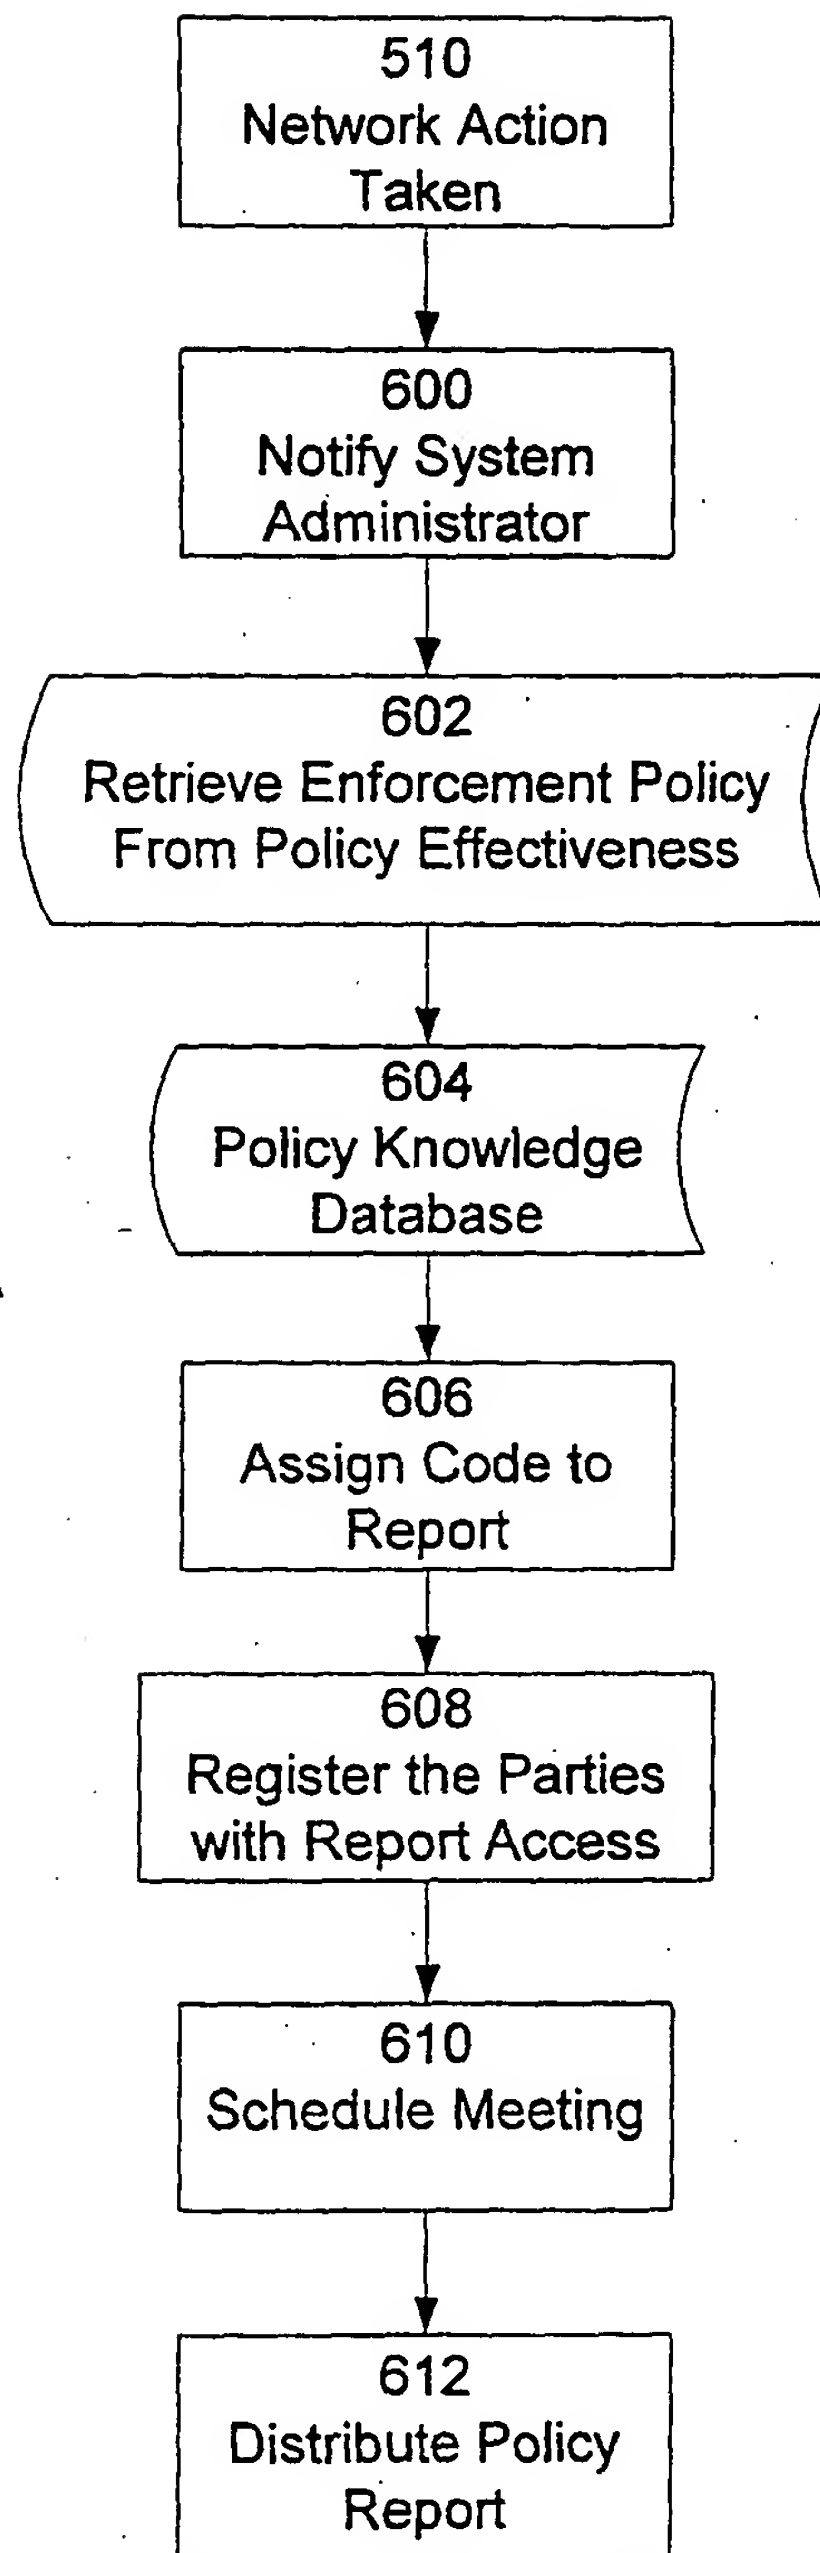 510
Network Action
Taken
600
Notify System
Administrator
602
Retrieve Enforcement Policy
From Policy Effectiveness
604
Policy Knowledge
Database
606
Assign Code to
Report
608
Register the Parties
with Report Access
610
Schedule Meeting
612
Distribute Policy
Report